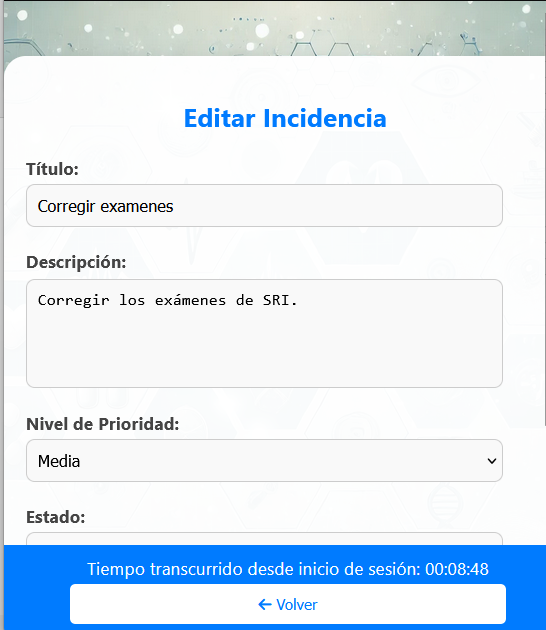 Editar Incidencia
Título:
Corregir examenes
Descripción:
Corregir los exámenes de SRI.
Nivel de Prioridad:
Media
Estado:
Tiempo transcurrido desde inicio de sesión: 00:08:48
← Volver